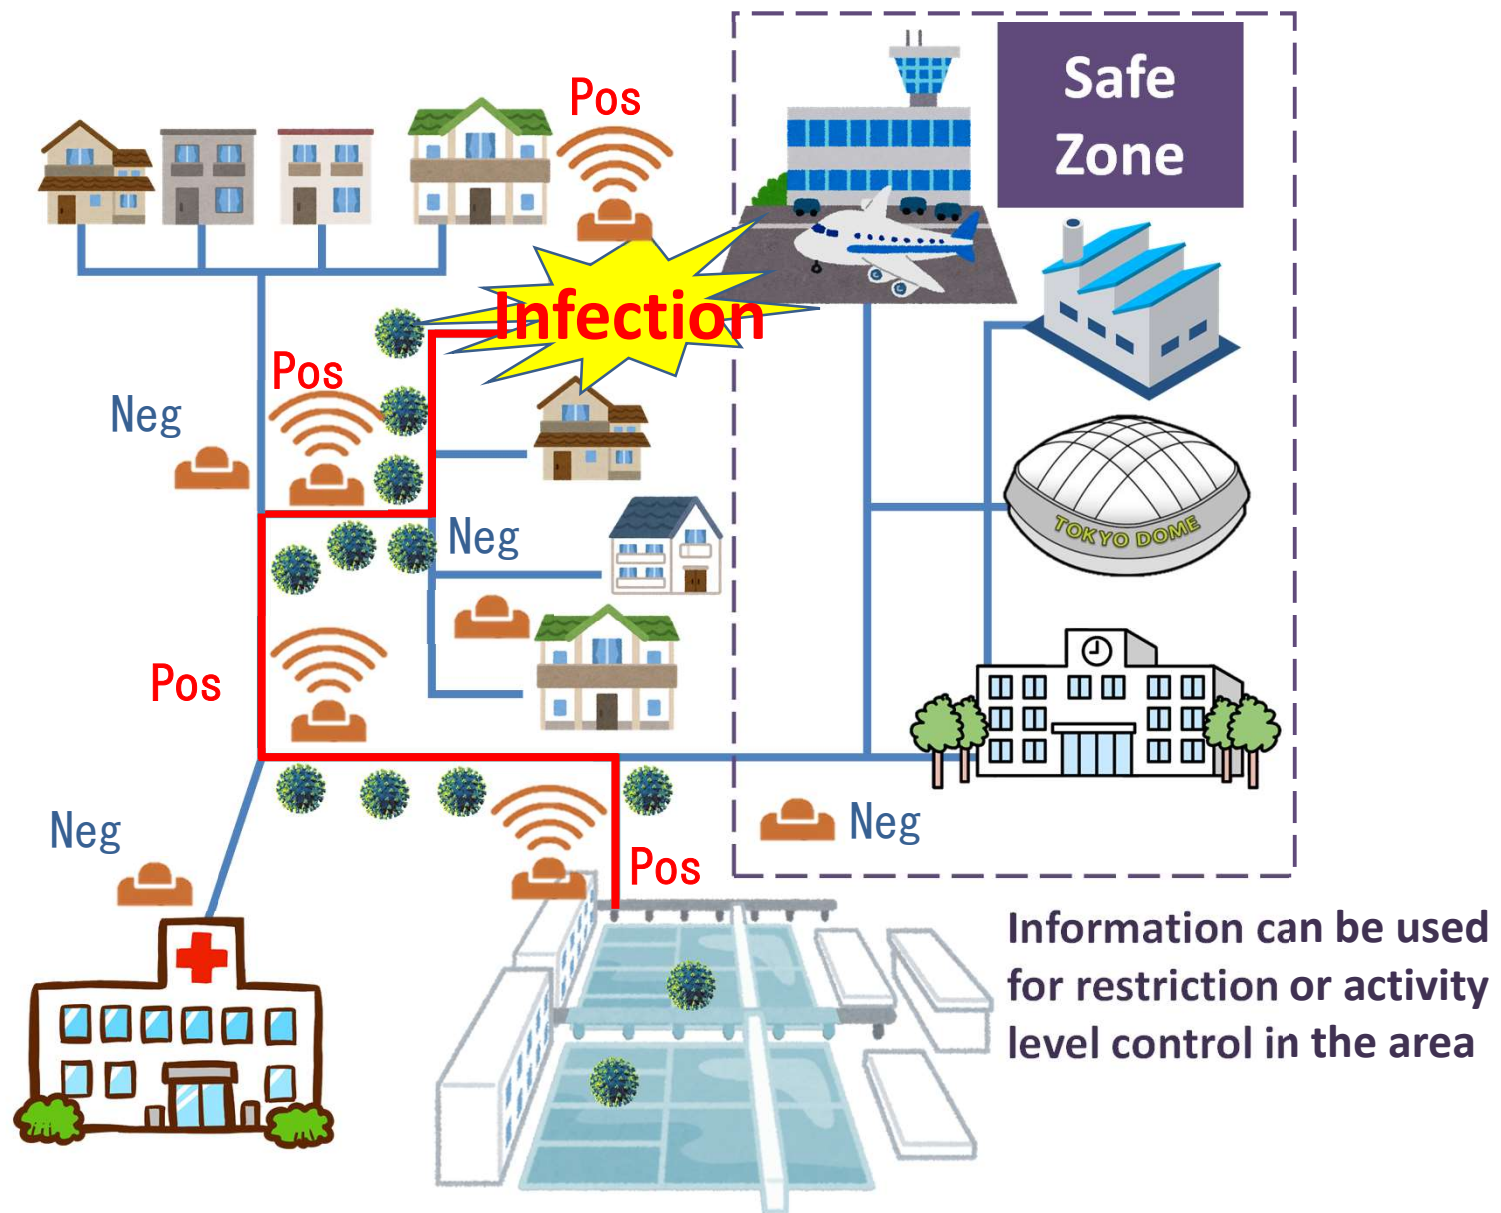 Safe
Zone
Pos
Infection
Pos
Neg
TOKYO DOME
Neg
Pos
Neg
Neg
Pos
Information can be used
for restriction or activity
level control in the area